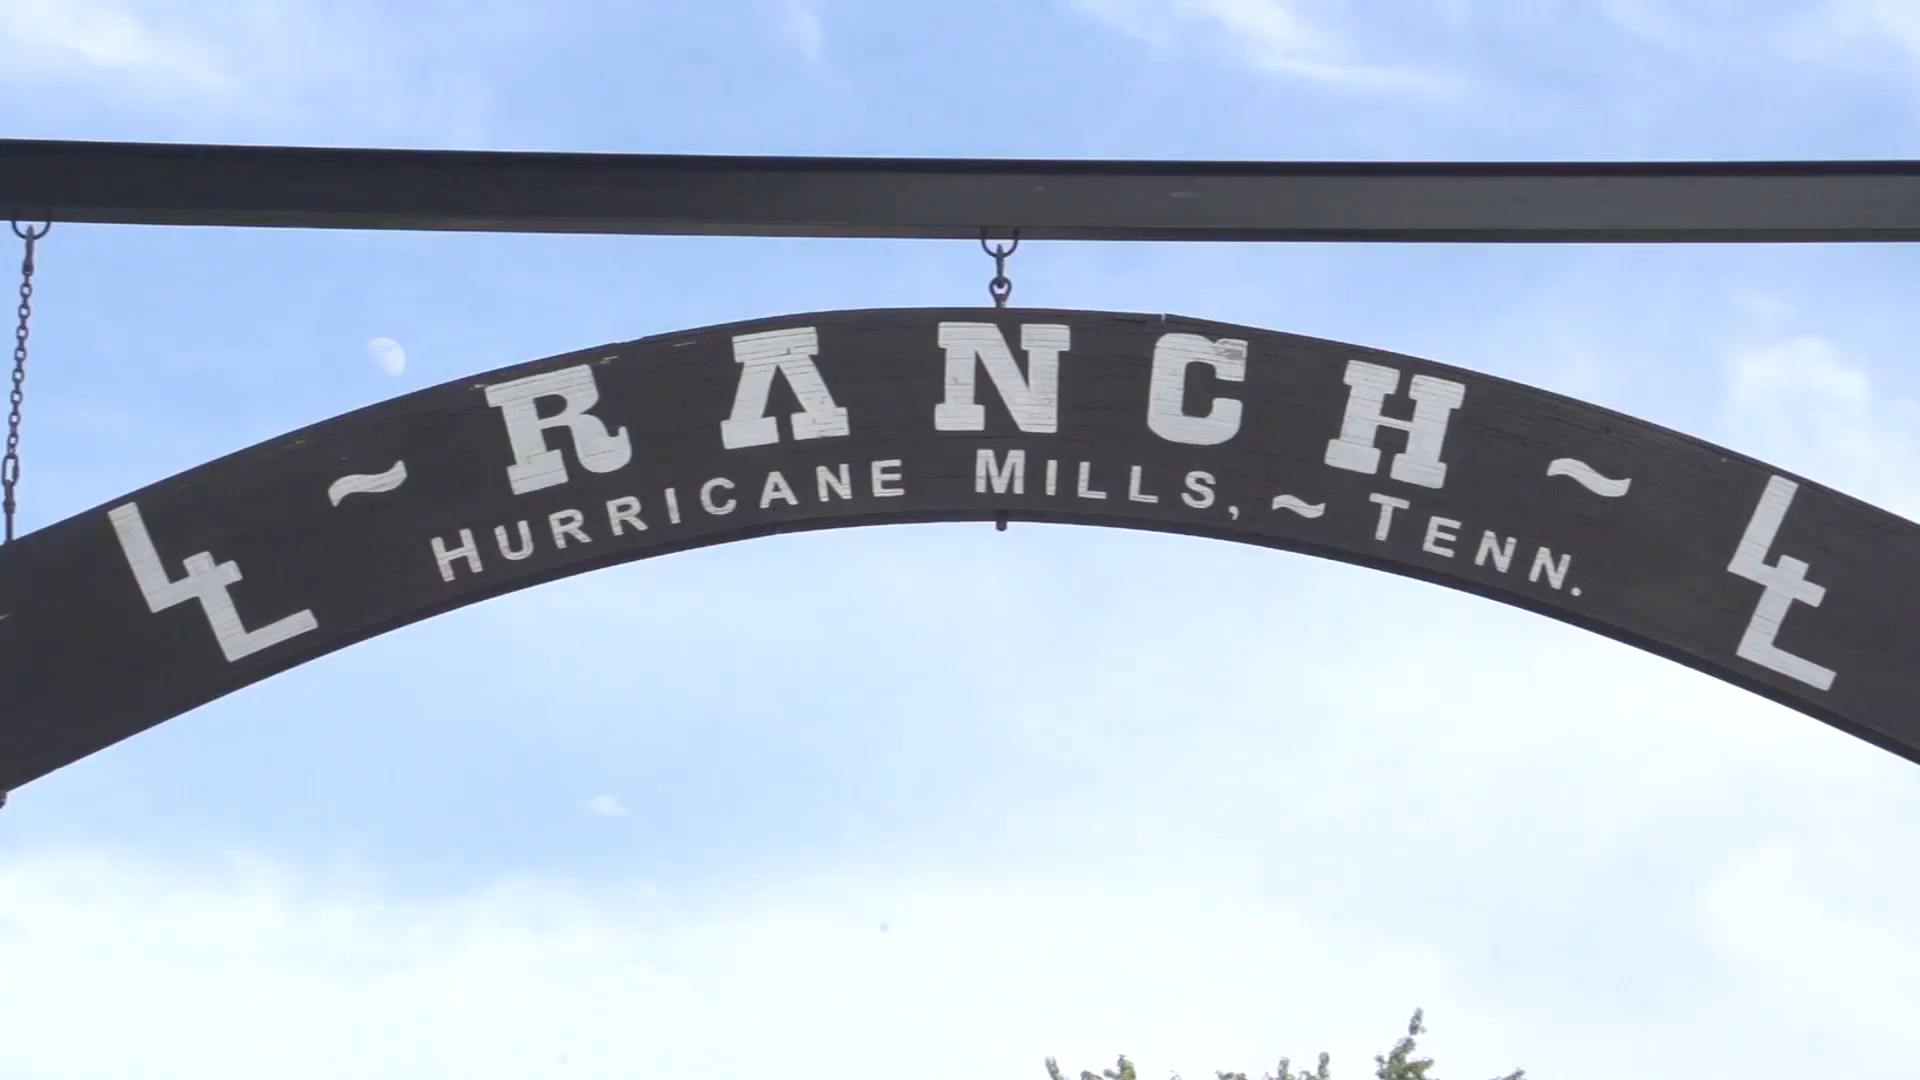 LL ~ RANCH ~ LL
HURRICANE MILLS, ~ TENN.